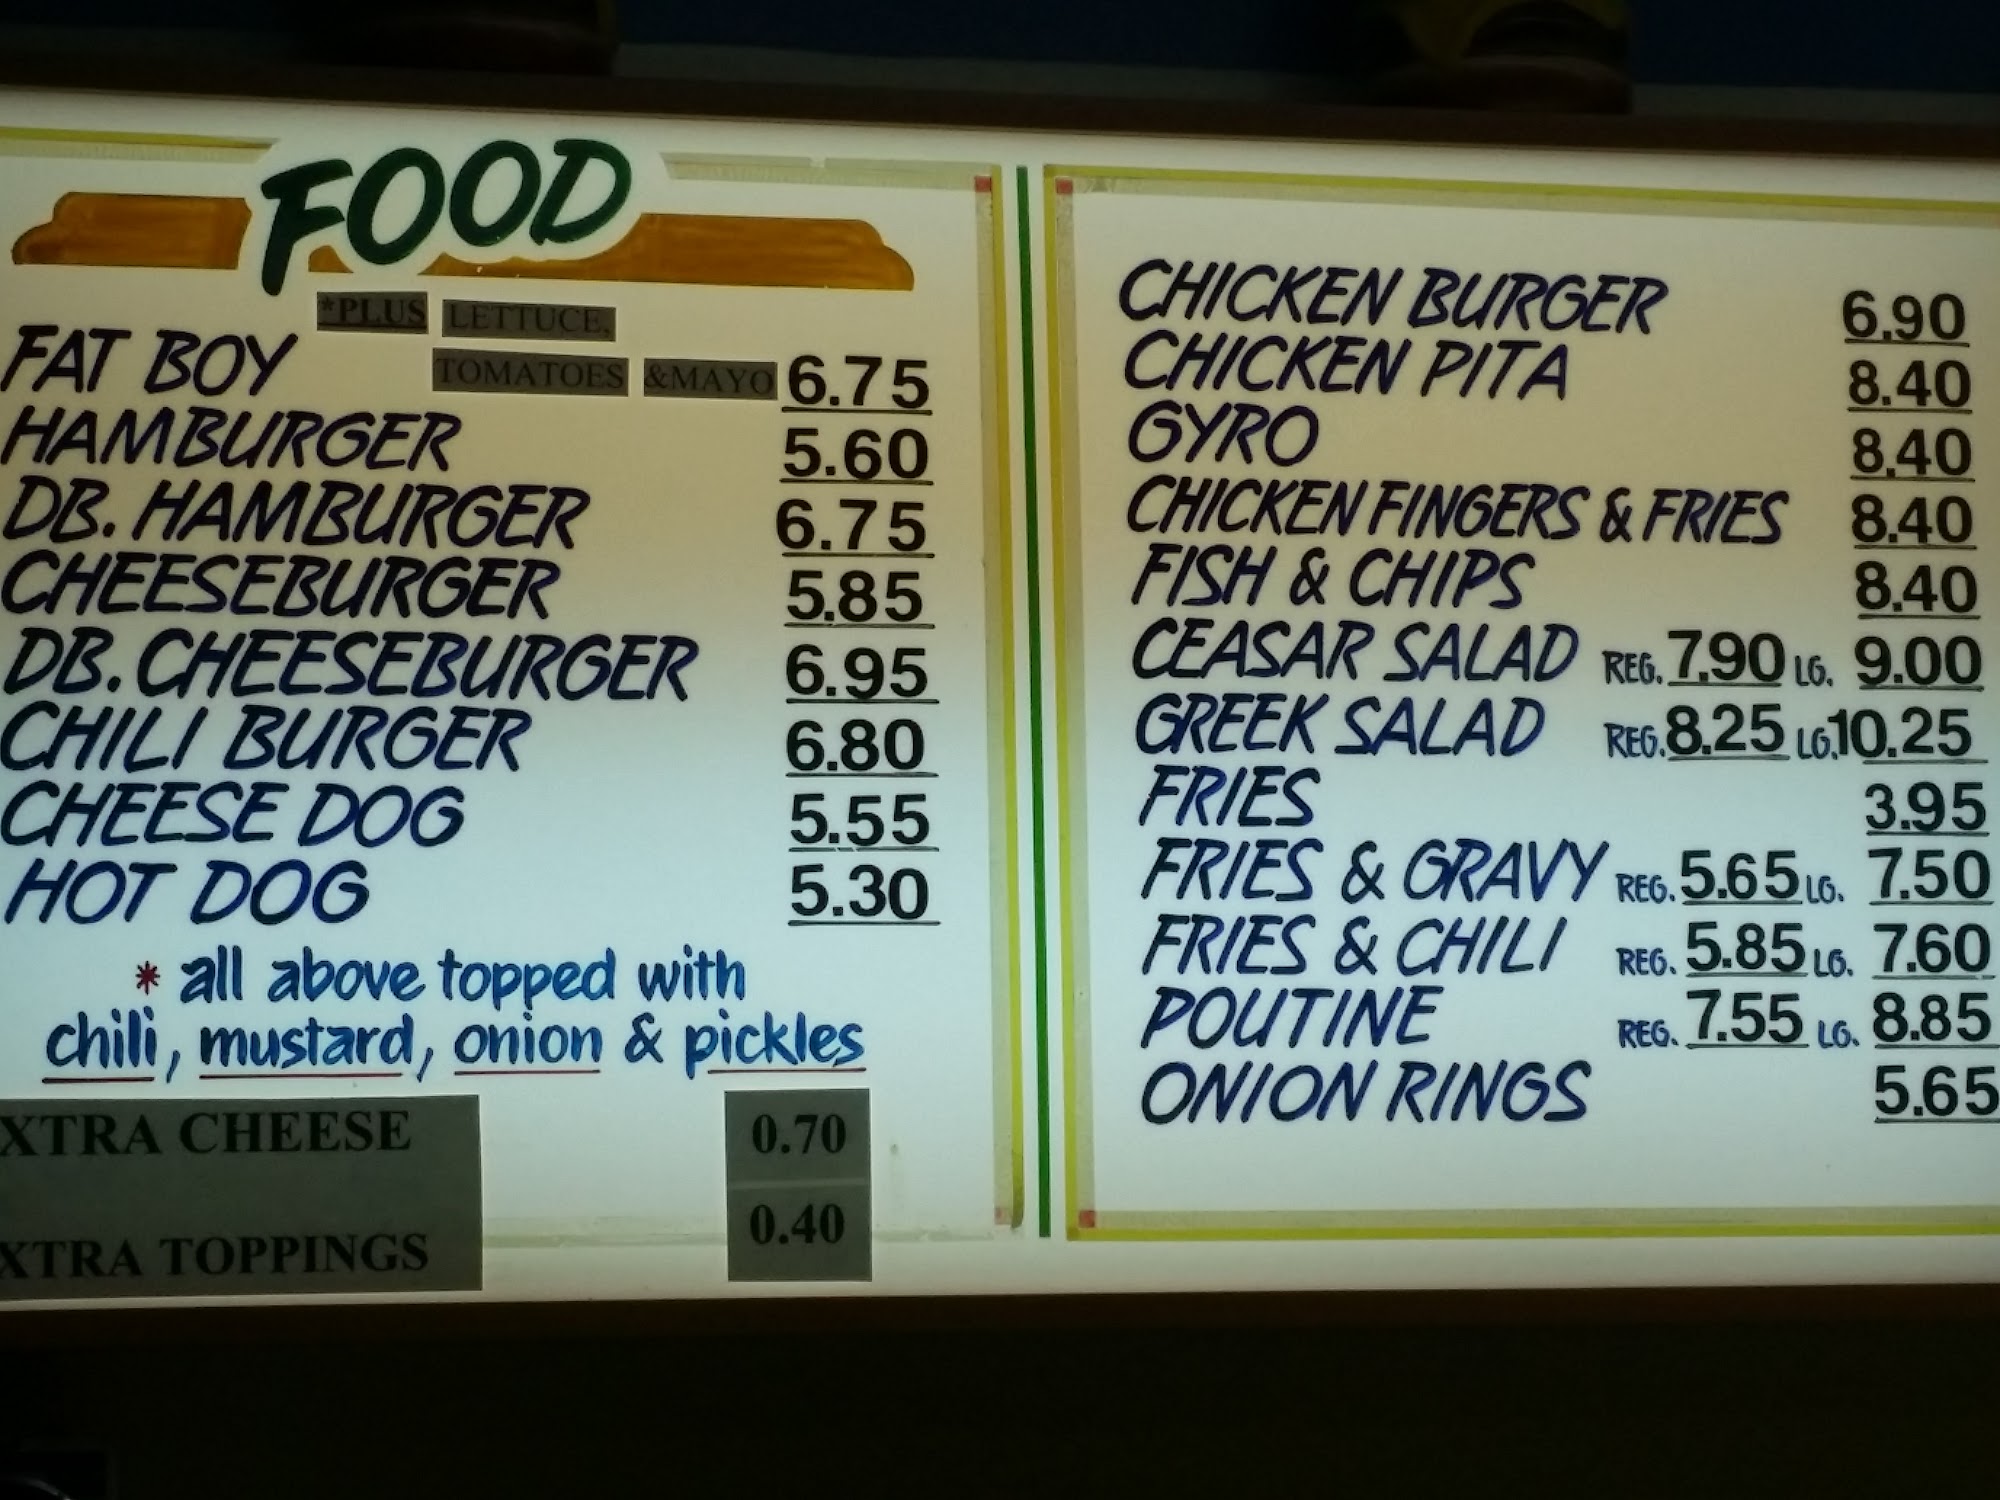 FOOD
*PLUS LETTUCE,
FAT BOY TOMATOES &MAYO 6.75
HAMBURGER 5.60
DB. HAMBURGER 6.75
CHEESEBURGER 5.85
DB. CHEESEBURGER 6.95
CHILI BURGER 6.80
CHEESE DOG 5.55
HOT DOG 5.30
* all above topped with
chili, mustard, onion & pickles
XTRA CHEESE 0.70
XTRA TOPPINGS 0.40
CHICKEN BURGER 6.90
CHICKEN PITA 8.40
GYRO 8.40
CHICKEN FINGERS & FRIES 8.40
FISH & CHIPS 8.40
CEASAR SALAD REG. 7.90 LG. 9.00
GREEK SALAD REG. 8.25 LG. 10.25
FRIES 3.95
FRIES & GRAVY REG. 5.65 LG. 7.50
FRIES & CHILI REG. 5.85 LG. 7.60
POUTINE REG. 7.55 LG. 8.85
ONION RINGS 5.65